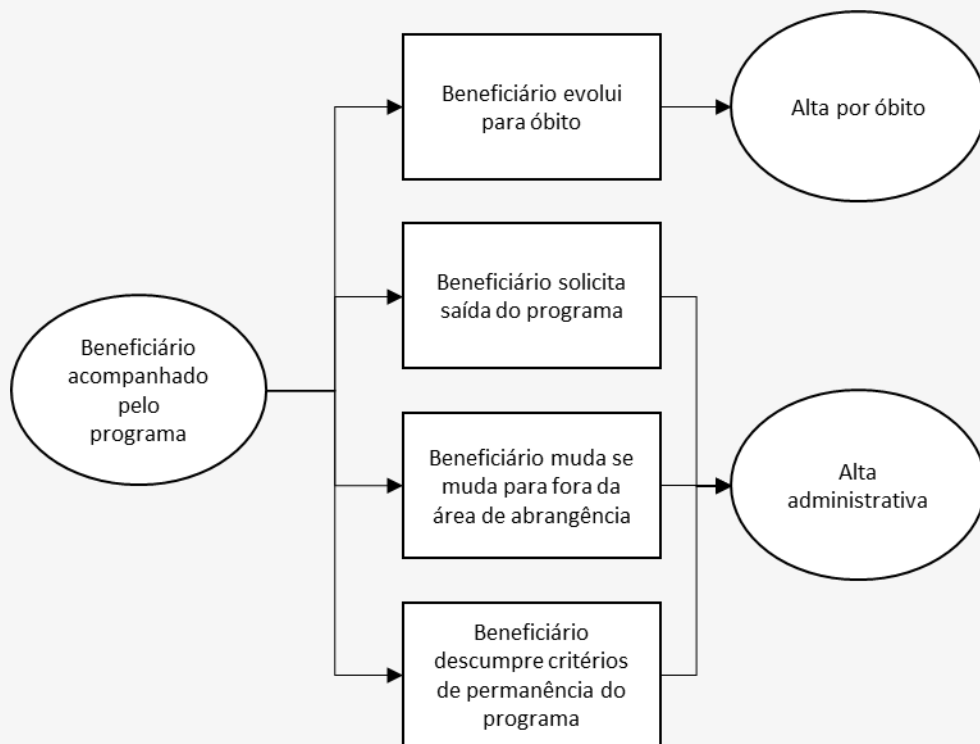 Beneficiário evolui
para óbito
Alta por óbito
Beneficiário solicita
saída do programa
Beneficiário
acompanhado
pelo
programa
Beneficiário muda se
muda para fora da
área de abrangência
Alta
administrativa
Beneficiário
descumpre critérios
de permanência do
programa